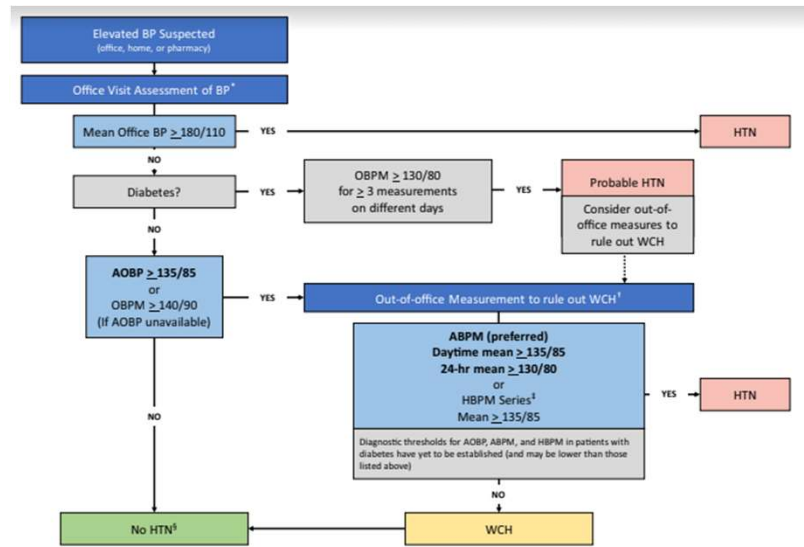 Elevated BP Suspected
(office, home, or pharmacy)
Office Visit Assessment of BP*
Mean Office BP ≥ 180/110
YES
HTN
NO
Diabetes?
YES
OBPM ≥ 130/80
for ≥ 3 measurements
on different days
YES
Probable HTN
Consider out-of-
office measures to
rule out WCH
NO
AOBP ≥ 135/85
or
OBPM ≥ 140/90
(If AOBP unavailable)
YES
Out-of-office Measurement to rule out WCH†
ABPM (preferred)
Daytime mean ≥ 135/85
24-hr mean ≥ 130/80
or
HBPM Series‡
Mean ≥ 135/85
YES
HTN
Diagnostic thresholds for AOBP, ABPM, and HBPM in patients with
diabetes have yet to be established (and may be lower than those
listed above)
NO
NO
No HTN§
WCH